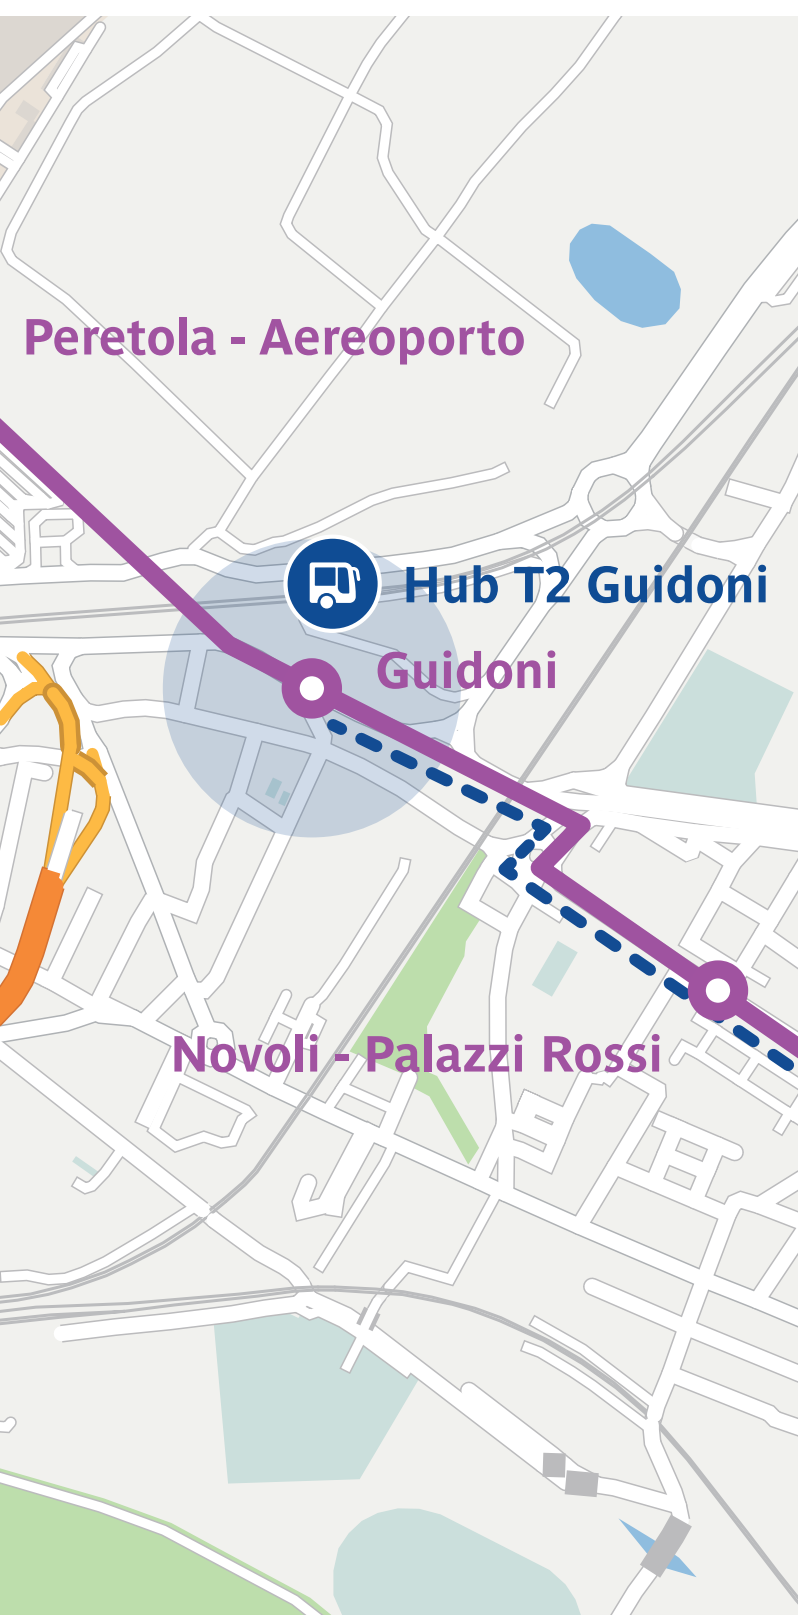 Peretola - Aereoporto
Hub T2 Guidoni
Guidoni
Novoli - Palazzi Rossi